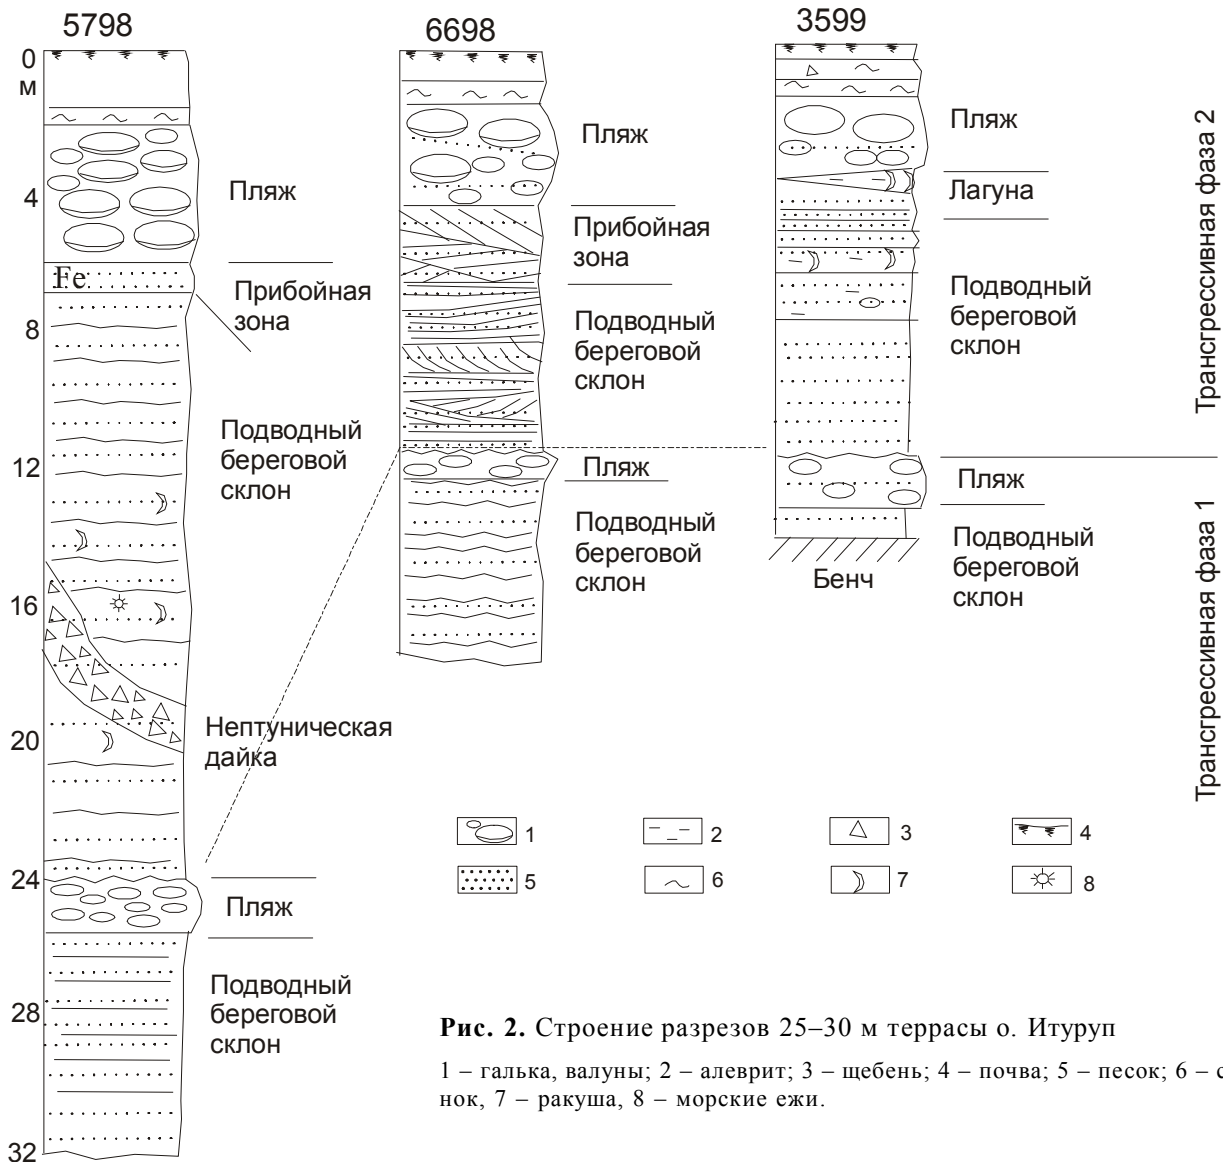 5798
6698
3599
0
м
4
8
12
16
20
24
28
32
Пляж
Fe
Прибойная
зона
Подводный
береговой
склон
Нептуническая
дайка
Пляж
Подводный
береговой
склон
Пляж
Прибойная
зона
Подводный
береговой
склон
Пляж
Подводный
береговой
склон
Пляж
Лагуна
Подводный
береговой
склон
Пляж
Подводный
береговой
склон
Бенч
Трансгрессивная фаза 2
Трансгрессивная фаза 1
1
2
3
4
5
6
7
8
Рис. 2. Строение разрезов 25–30 м террасы о. Итуруп
1 – галька, валуны; 2 – алеврит; 3 – щебень; 4 – почва; 5 – песок; 6 – с
нок, 7 – ракуша, 8 – морские ежи.